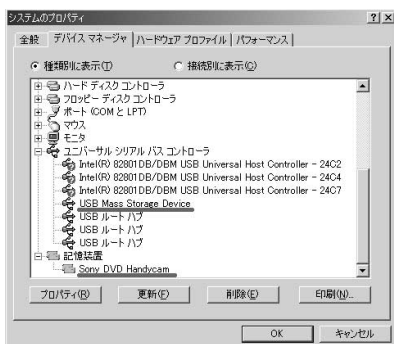 システムのプロパティ
全般 デバイス マネージャ ハードウェア プロファイル パフォーマンス
種類別に表示(T) 接続別に表示(C)
ハード ディスク コントローラ
フロッピー ディスク コントローラ
ポート (COM と LPT)
マウス
モニタ
ユニバーサル シリアル バス コントローラ
Intel(R) 82801DB/DBM USB Universal Host Controller - 24C2
Intel(R) 82801DB/DBM USB Universal Host Controller - 24C4
Intel(R) 82801DB/DBM USB Universal Host Controller - 24C7
USB Mass Storage Device
USB ルート ハブ
USB ルート ハブ
USB ルート ハブ
記憶装置
Sony DVD Handycam
プロパティ(R) 更新(F) 削除(E) 印刷(N)...
OK キャンセル